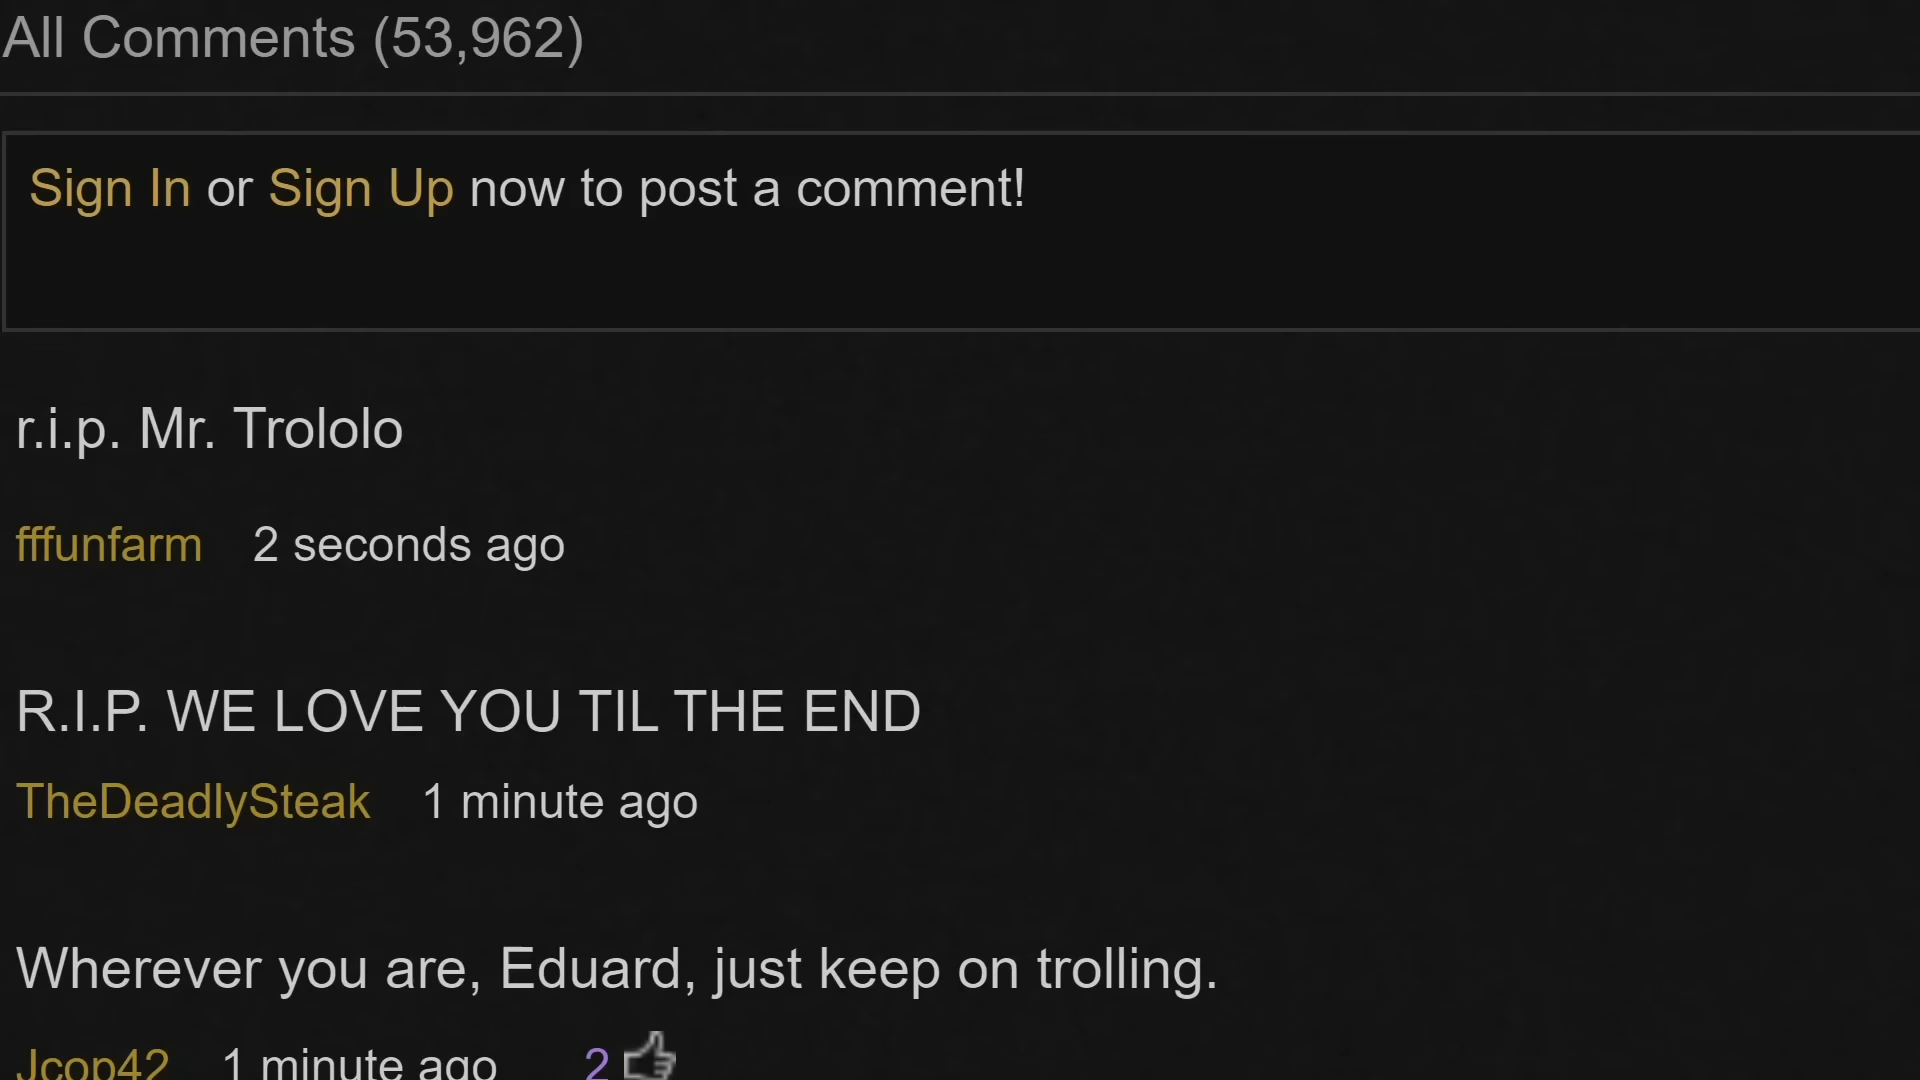 All Comments (53,962)
Sign In or Sign Up now to post a comment!
r.i.p. Mr. Trololo
fffunfarm 2 seconds ago
R.I.P. WE LOVE YOU TIL THE END
TheDeadlySteak 1 minute ago
Wherever you are, Eduard, just keep on trolling.
Jcop42 1 minute ago 2